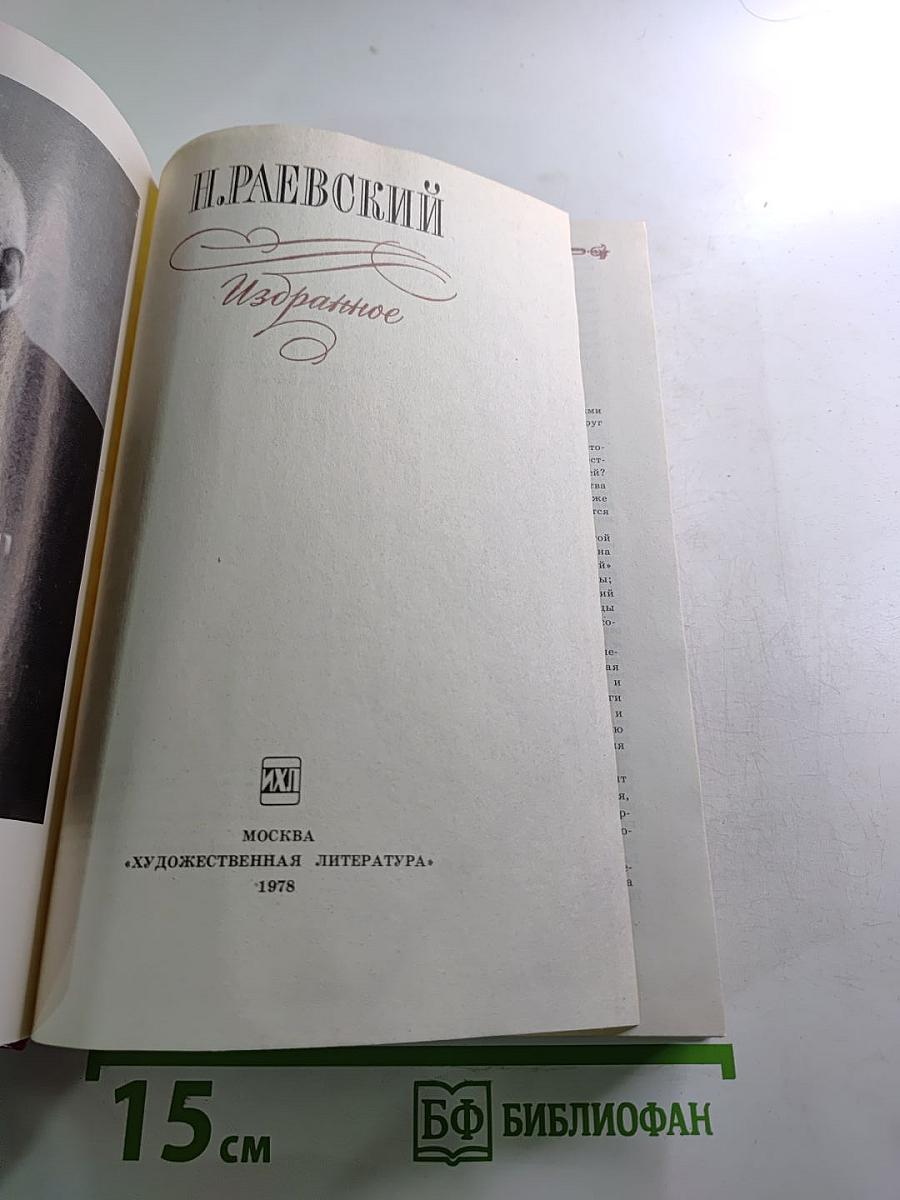 Н.РАЕВСКИЙ
Избранное
ИХЛ
МОСКВА
«ХУДОЖЕСТВЕННАЯ ЛИТЕРАТУРА»
1978
15 см
БФ БИБЛИОФАН